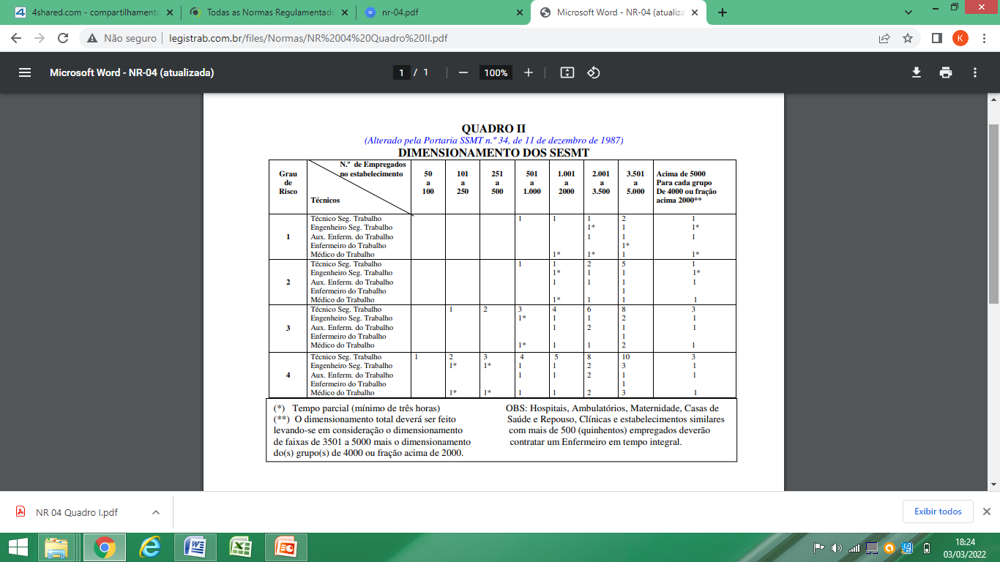 4shared.com - compartilhamento
Todas as Normas Regulamentado
nr-04.pdf
Microsoft Word - NR-04 (atualiza
Não seguro | legistrab.com.br/files/Normas/NR%2004%20Quadro%20II.pdf
K
Microsoft Word - NR-04 (atualizada)
1 / 1
100%
QUADRO II
(Alterado pela Portaria SSMT n.º 34, de 11 de dezembro de 1987)
DIMENSIONAMENTO DOS SESMT
Grau de Risco
N.º de Empregados no estabelecimento
Técnicos
50 a 100
101 a 250
251 a 500
501 a 1.000
1.001 a 2000
2.001 a 3.500
3.501 a 5.000
Acima de 5000 Para cada grupo De 4000 ou fração acima 2000**
1
Técnico Seg. Trabalho 1 1 1 2 1
Engenheiro Seg. Trabalho 1* 1 1*
Aux. Enferm. do Trabalho 1 1 1
Enfermeiro do Trabalho 1*
Médico do Trabalho 1* 1* 1 1*
2
Técnico Seg. Trabalho 1 1 2 5 1
Engenheiro Seg. Trabalho 1* 1 1 1*
Aux. Enferm. do Trabalho 1 1 1 1
Enfermeiro do Trabalho 1
Médico do Trabalho 1* 1 1 1
3
Técnico Seg. Trabalho 1 2 3 4 6 8 3
Engenheiro Seg. Trabalho 1* 1 1 2 1
Aux. Enferm. do Trabalho 1 2 1 1
Enfermeiro do Trabalho 1
Médico do Trabalho 1* 1 1 2 1
4
Técnico Seg. Trabalho 1 2 3 4 5 8 10 3
Engenheiro Seg. Trabalho 1* 1* 1 1 2 3 1
Aux. Enferm. do Trabalho 1 1 2 1 1
Enfermeiro do Trabalho 1
Médico do Trabalho 1* 1* 1 1 2 3 1
(*) Tempo parcial (mínimo de três horas)
(**) O dimensionamento total deverá ser feito
levando-se em consideração o dimensionamento
de faixas de 3501 a 5000 mais o dimensionamento
do(s) grupo(s) de 4000 ou fração acima de 2000.
OBS: Hospitais, Ambulatórios, Maternidade, Casas de
Saúde e Repouso, Clínicas e estabelecimentos similares
com mais de 500 (quinhentos) empregados deverão
contratar um Enfermeiro em tempo integral.
NR 04 Quadro I.pdf
Exibir todos
18:24
03/03/2022